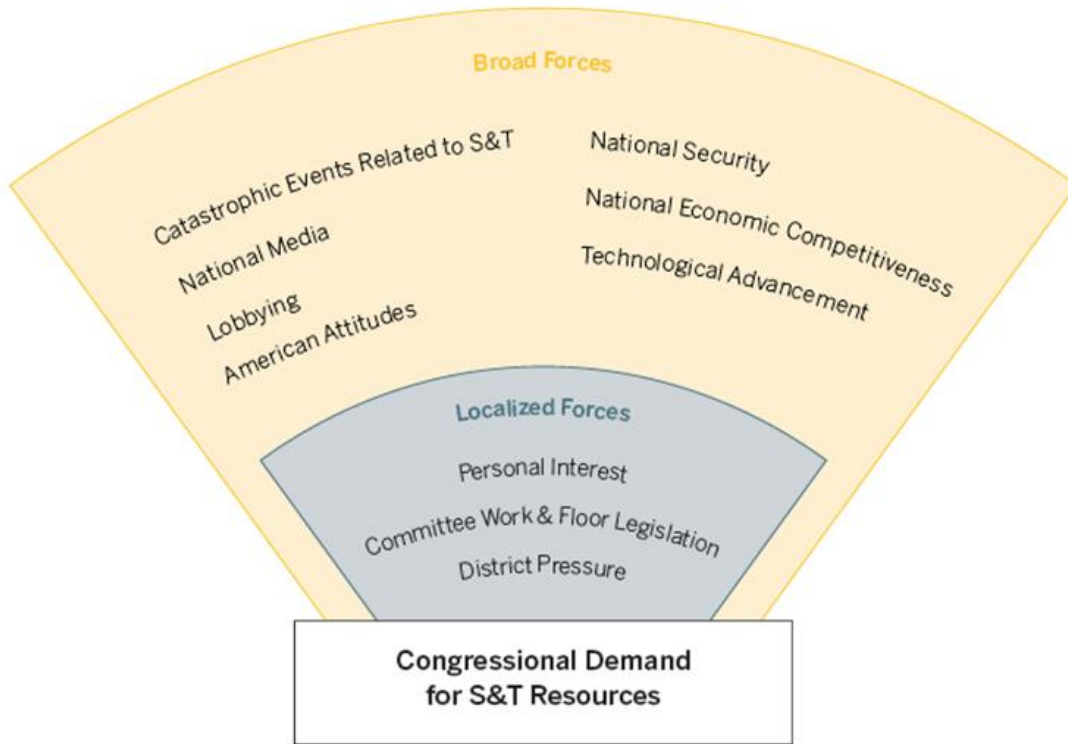 Broad Forces
Catastrophic Events Related to S&T
National Media
Lobbying
American Attitudes
National Security
National Economic Competitiveness
Technological Advancement
Localized Forces
Personal Interest
Committee Work & Floor Legislation
District Pressure
Congressional Demand
for S&T Resources